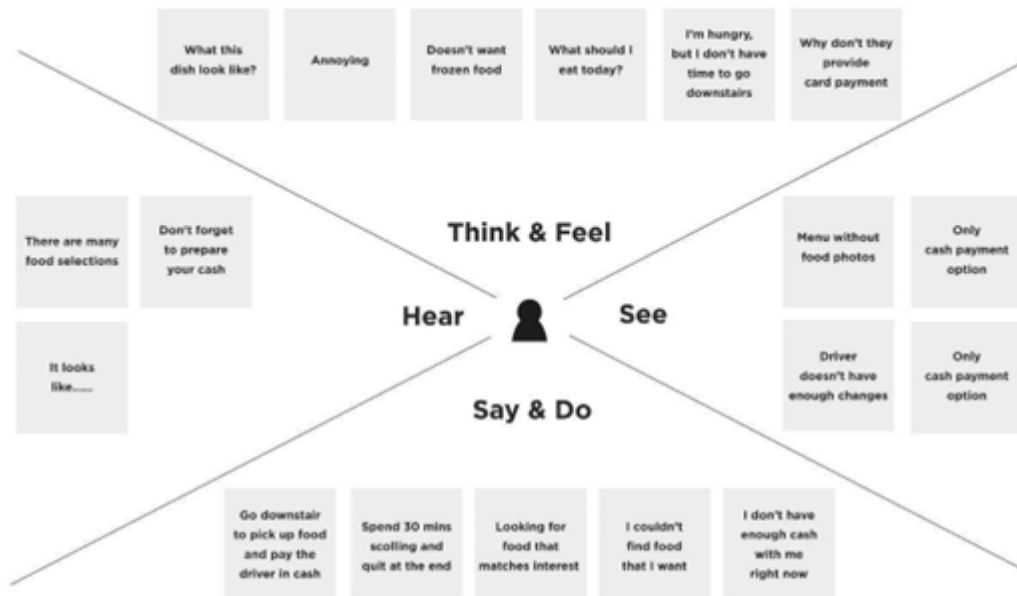 What this
dish look like?
Annoying
Doesn't want
frozen food
What should I
eat today?
I'm hungry,
but I don't have
time to go
downstairs
Why don't they
provide
card payment
Think & Feel
There are many
food selections
Don't forget
to prepare
your cash
It looks
like......
Hear
See
Menu without
food photos
Only
cash payment
option
Driver
doesn't have
enough changes
Only
cash payment
option
Say & Do
Go downstair
to pick up food
and pay the
driver in cash
Spend 30 mins
scolling and
quit at the end
Looking for
food that
matches interest
I couldn't
find food
that I want
I don't have
enough cash
with me
right now